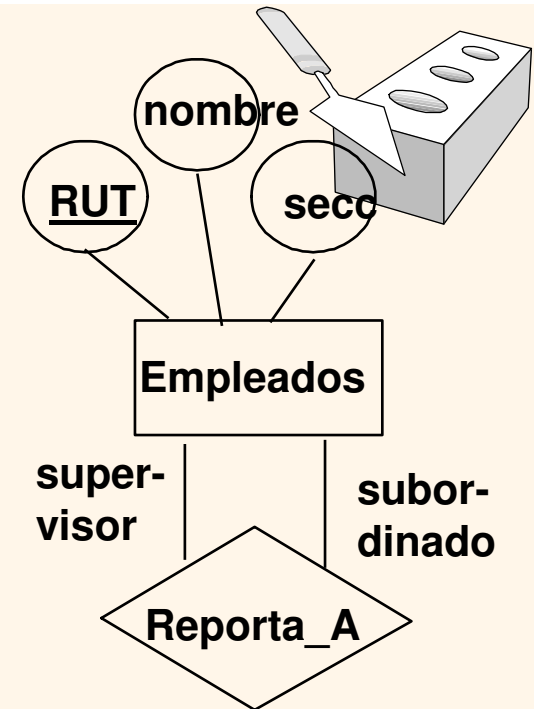 nombre
RUT
secc
Empleados
super-
visor
subor-
dinado
Reporta_A